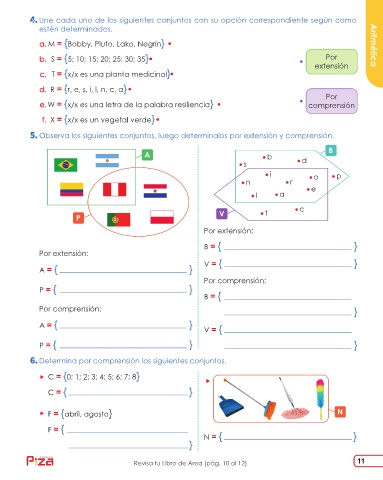 4. Une cada uno de los siguientes conjuntos con su opción correspondiente según como
estén determinados.
a. M = {Bobby, Pluto, Lako, Negrín} •
b. S = {5; 10; 15; 20; 25; 30; 35} •
c. T = {x/x es una planta medicinal} •
d. R = {r, e, s, i, l, n, c, a} •
e. W = {x/x es una letra de la palabra resiliencia} •
f. X = {x/x es un vegetal verde} •
• Por
extensión
• Por
comprensión
Aritmética
5. Observa los siguientes conjuntos, luego determínalos por extensión y comprensión.
A
P
B
• b
• d
• s
• i
• o
• p
• n
• r
• e
• l
• a
• c
V
• t
Por extensión:
A = { }
P = { }
Por comprensión:
A = { }
P = { }
Por extensión:
B = { }
V = { }
Por comprensión:
B = {
}
V = {
}
6. Determina por comprensión los siguientes conjuntos.
▸ C = {0; 1; 2; 3; 4; 5; 6; 7; 8}
C = { }
▸ F = {abril, agosto}
F = {
}
▸
N
N = { }
Piza
Revisa tu Libro de Área (pág. 10 al 12)
11